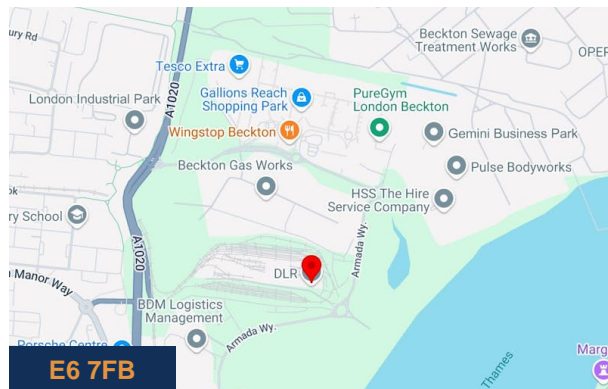 ury Rd
Beckton Sewage
Treatment Works
OPER
Tesco Extra
A1020
London Industrial Park
Gallions Reach
Shopping Park
PureGym
London Beckton
Wingstop Beckton
Gemini Business Park
Beckton Gas Works
Pulse Bodyworks
HSS The Hire
Service Company
ry School
A1020
Armada Wy.
DLR
n Manor Way
BDM Logistics
Management
Armada Wy.
Porsche Centre
Thames
Marg
E6 7FB